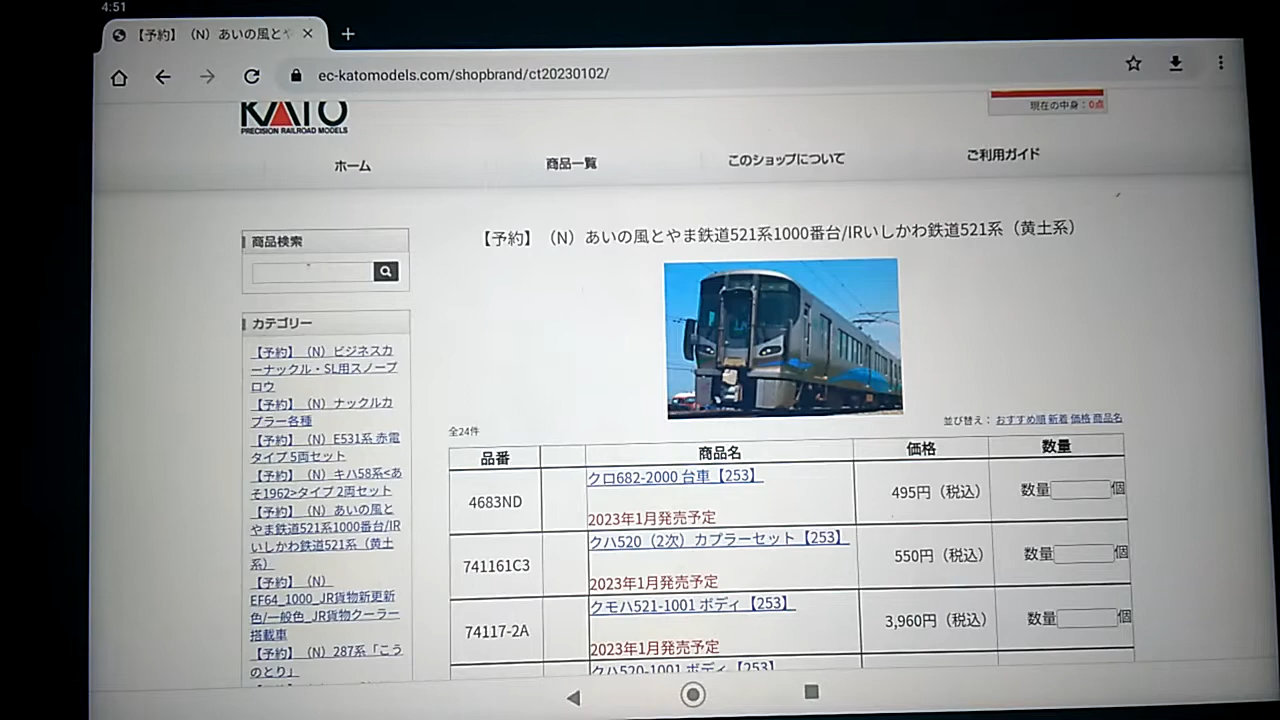 4:51
【予約】（N）あいの風とや
ec-katomodels.com/shopbrand/ct20230102/
KATO
PRECISION RAILROAD MODELS
現在の中身：0点
ホーム
商品一覧
このショップについて
ご利用ガイド
商品検索
カテゴリー
【予約】（N）ビジネスカ
ーナックル・SL用スノープ
ロウ
【予約】（N）ナックルカ
プラー各種
【予約】（N）E531系 赤電
タイプ 5両セット
【予約】（N）キハ58系<あ
そ1962>タイプ 2両セット
【予約】（N）あいの風と
やま鉄道521系1000番台/IR
いしかわ鉄道521系（黄土
系）
【予約】（N）
EF64_1000_JR貨物新更新
色/一般色_JR貨物クーラー
搭載車
【予約】（N）287系「こう
のとり」
【予約】（N）あいの風とやま鉄道521系1000番台/IRいしかわ鉄道521系（黄土系）
全24件
並び替え： おすすめ順 新着 価格 商品名
品番 商品名 価格 数量
4683ND クロ682-2000 台車【253】 495円（税込） 数量 個
2023年1月発売予定
741161C3 クハ520（2次）カプラーセット【253】 550円（税込） 数量 個
2023年1月発売予定
74117-2A クモハ521-1001 ボディ【253】 3,960円（税込） 数量 個
2023年1月発売予定
クハ520-1001 ボディ【253】